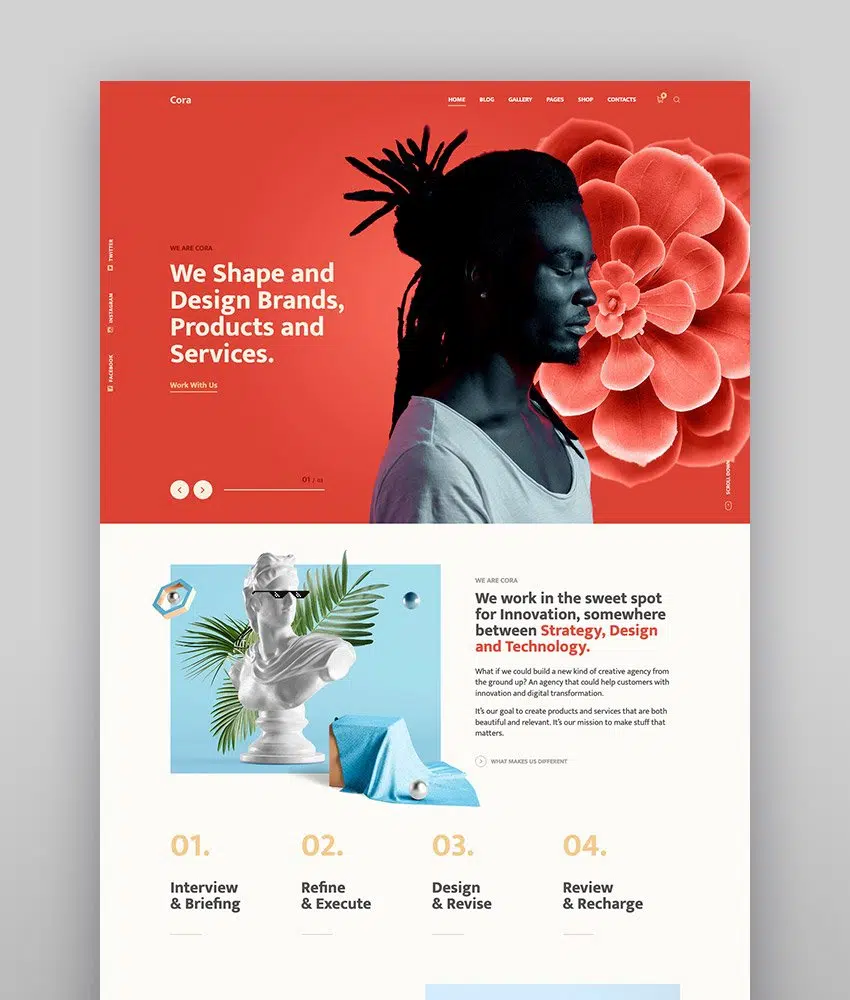 Cora
HOME BLOG GALLERY PAGES SHOP CONTACTS
TWITTER
INSTAGRAM
FACEBOOK
WE ARE CORA
We Shape and
Design Brands,
Products and
Services.
Work With Us
01 / 03
SCROLL DOWN
WE ARE CORA
We work in the sweet spot
for Innovation, somewhere
between Strategy, Design
and Technology.
What if we could build a new kind of creative agency from
the ground up? An agency that could help customers with
innovation and digital transformation.
It's our goal to create products and services that are both
beautiful and relevant. It's our mission to make stuff that
matters.
WHAT MAKES US DIFFERENT
01. 02. 03. 04.
Interview
& Briefing
Refine
& Execute
Design
& Revise
Review
& Recharge